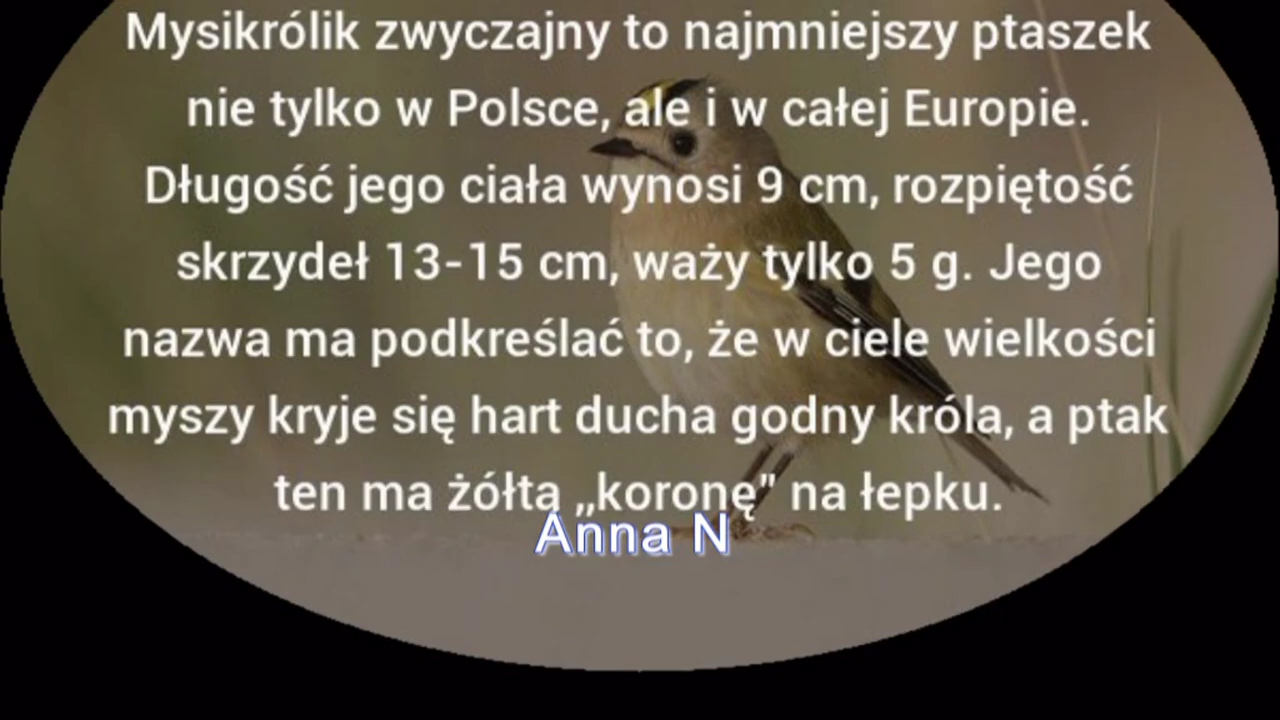 Mysikrólik zwyczajny to najmniejszy ptaszek
nie tylko w Polsce, ale i w całej Europie.
Długość jego ciała wynosi 9 cm, rozpiętość
skrzydeł 13-15 cm, waży tylko 5 g. Jego
nazwa ma podkreślać to, że w ciele wielkości
myszy kryje się hart ducha godny króla, a ptak
ten ma żółtą „koronę” na łepku.
Anna N